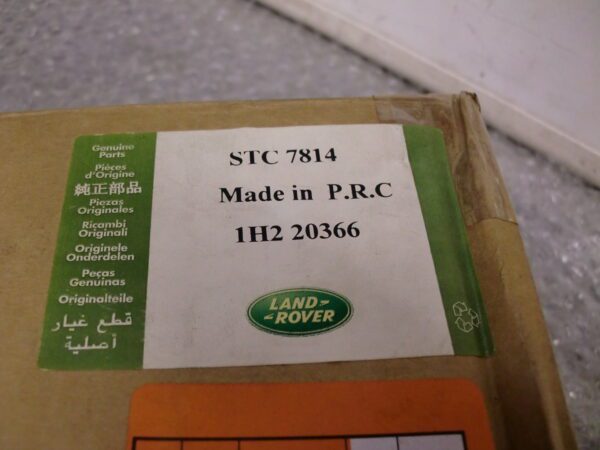 Genuine
Parts
Pièces
d'Origine
純正部品
Piezas
Originales
Ricambi
Originali
Originele
Onderdelen
Peças
Genuinas
Originalteile
قطع غيار
أصلية
STC 7814
Made in P.R.C
1H2 20366
LAND-
-ROVER